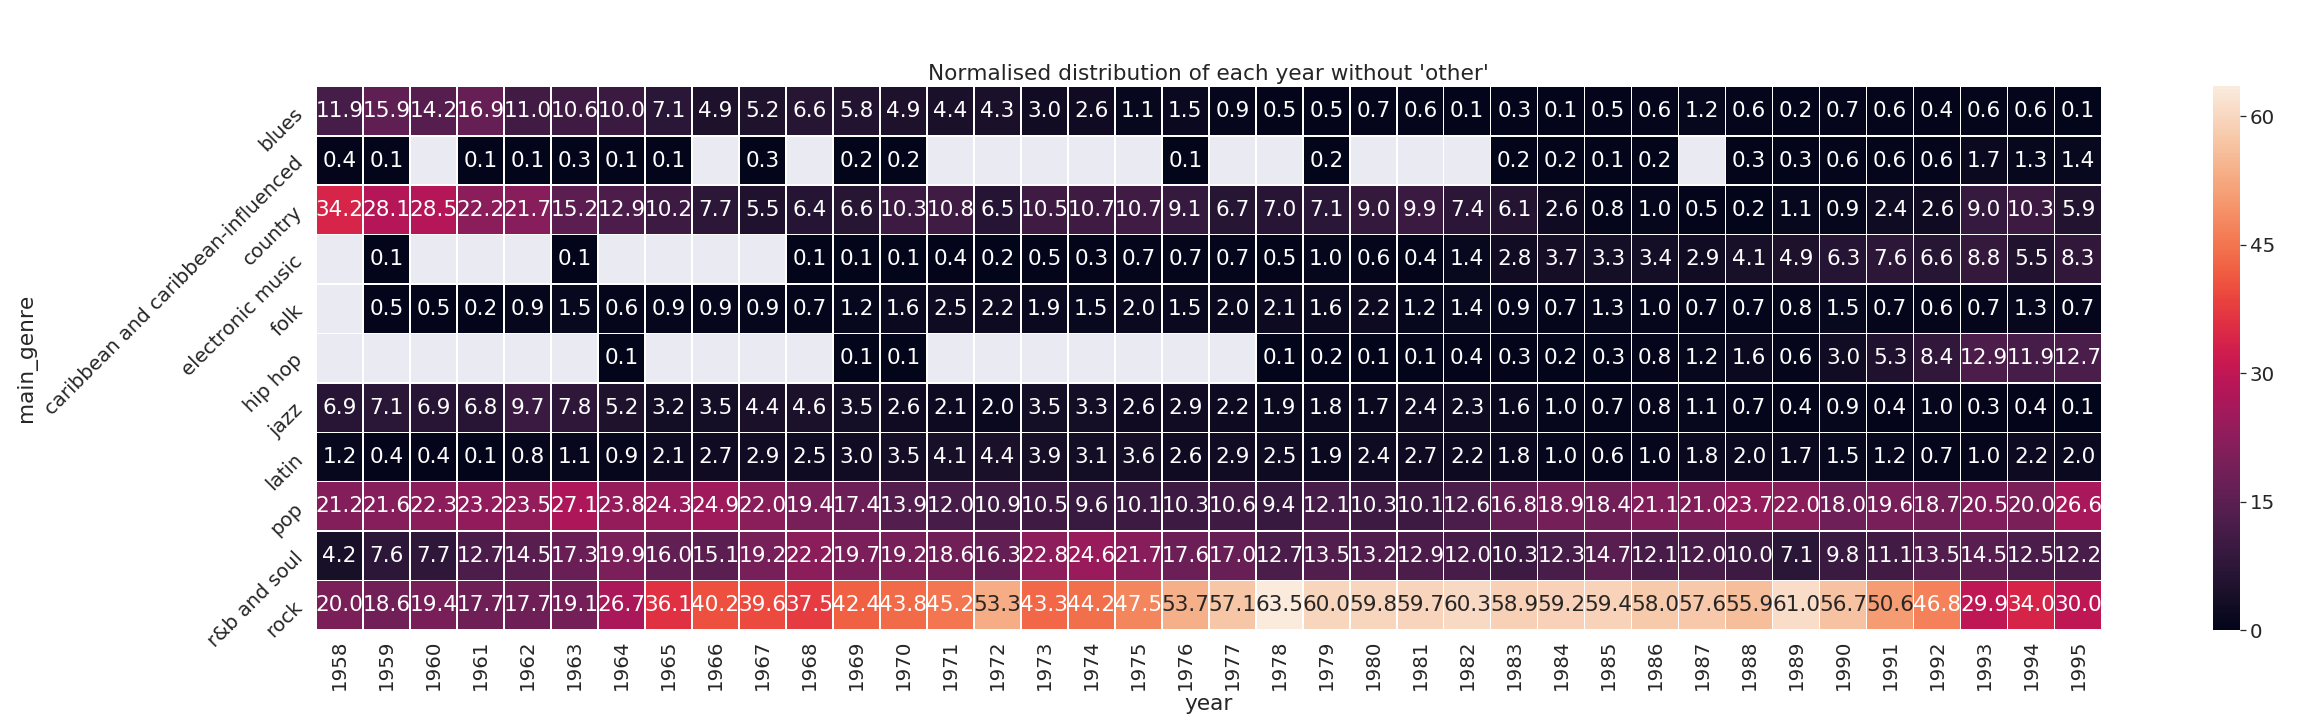 Normalised distribution of each year without 'other'
main_genre
blues 11.9 15.9 14.2 16.9 11.0 10.6 10.0 7.1 4.9 5.2 6.6 5.8 4.9 4.4 4.3 3.0 2.6 1.1 1.5 0.9 0.5 0.5 0.7 0.6 0.1 0.3 0.1 0.5 0.6 1.2 0.6 0.2 0.7 0.6 0.4 0.6 0.6 0.1
caribbean and caribbean-influenced 0.4 0.1 0.1 0.1 0.3 0.1 0.1 0.3 0.2 0.2 0.1 0.2 0.2 0.2 0.1 0.2 0.3 0.3 0.6 0.6 0.6 1.7 1.3 1.4
country 34.2 28.1 28.5 22.2 21.7 15.2 12.9 10.2 7.7 5.5 6.4 6.6 10.3 10.8 6.5 10.5 10.7 10.7 9.1 6.7 7.0 7.1 9.0 9.9 7.4 6.1 2.6 0.8 1.0 0.5 0.2 1.1 0.9 2.4 2.6 9.0 10.3 5.9
electronic music 0.1 0.1 0.1 0.1 0.1 0.4 0.2 0.5 0.3 0.7 0.7 0.7 0.5 1.0 0.6 0.4 1.4 2.8 3.7 3.3 3.4 2.9 4.1 4.9 6.3 7.6 6.6 8.8 5.5 8.3
folk 0.5 0.5 0.2 0.9 1.5 0.6 0.9 0.9 0.9 0.7 1.2 1.6 2.5 2.2 1.9 1.5 2.0 1.5 2.0 2.1 1.6 2.2 1.2 1.4 0.9 0.7 1.3 1.0 0.7 0.7 0.8 1.5 0.7 0.6 0.7 1.3 0.7
hip hop 0.1 0.1 0.1 0.1 0.2 0.1 0.1 0.4 0.3 0.2 0.3 0.8 1.2 1.6 0.6 3.0 5.3 8.4 12.9 11.9 12.7
jazz 6.9 7.1 6.9 6.8 9.7 7.8 5.2 3.2 3.5 4.4 4.6 3.5 2.6 2.1 2.0 3.5 3.3 2.6 2.9 2.2 1.9 1.8 1.7 2.4 2.3 1.6 1.0 0.7 0.8 1.1 0.7 0.4 0.9 0.4 1.0 0.3 0.4 0.1
latin 1.2 0.4 0.4 0.1 0.8 1.1 0.9 2.1 2.7 2.9 2.5 3.0 3.5 4.1 4.4 3.9 3.1 3.6 2.6 2.9 2.5 1.9 2.4 2.7 2.2 1.8 1.0 0.6 1.0 1.8 2.0 1.7 1.5 1.2 0.7 1.0 2.2 2.0
pop 21.2 21.6 22.3 23.2 23.5 27.1 23.8 24.3 24.9 22.0 19.4 17.4 13.9 12.0 10.9 10.5 9.6 10.1 10.3 10.6 9.4 12.1 10.3 10.1 12.6 16.8 18.9 18.4 21.1 21.0 23.7 22.0 18.0 19.6 18.7 20.5 20.0 26.6
r&b and soul 4.2 7.6 7.7 12.7 14.5 17.3 19.9 16.0 15.1 19.2 22.2 19.7 19.2 18.6 16.3 22.8 24.6 21.7 17.6 17.0 12.7 13.5 13.2 12.9 12.0 10.3 12.3 14.7 12.1 12.0 10.0 7.1 9.8 11.1 13.5 14.5 12.5 12.2
rock 20.0 18.6 19.4 17.7 17.7 19.1 26.7 36.1 40.2 39.6 37.5 42.4 43.8 45.2 53.3 43.3 44.2 47.5 53.7 57.1 63.5 60.0 59.8 59.7 60.3 58.9 59.2 59.4 58.0 57.6 55.9 61.0 56.7 50.6 46.8 29.9 34.0 30.0
1958 1959 1960 1961 1962 1963 1964 1965 1966 1967 1968 1969 1970 1971 1972 1973 1974 1975 1976 1977 1978 1979 1980 1981 1982 1983 1984 1985 1986 1987 1988 1989 1990 1991 1992 1993 1994 1995
year
60
45
30
15
0